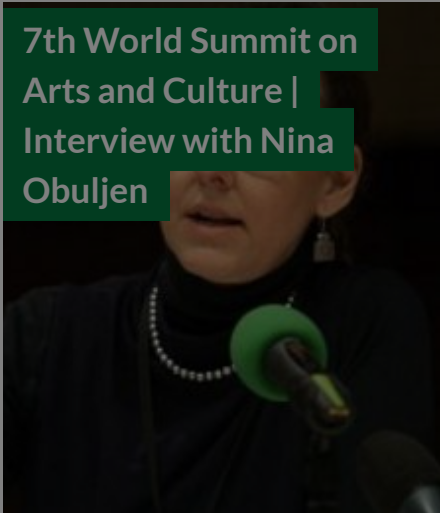 7th World Summit on
Arts and Culture |
Interview with Nina
Obuljen